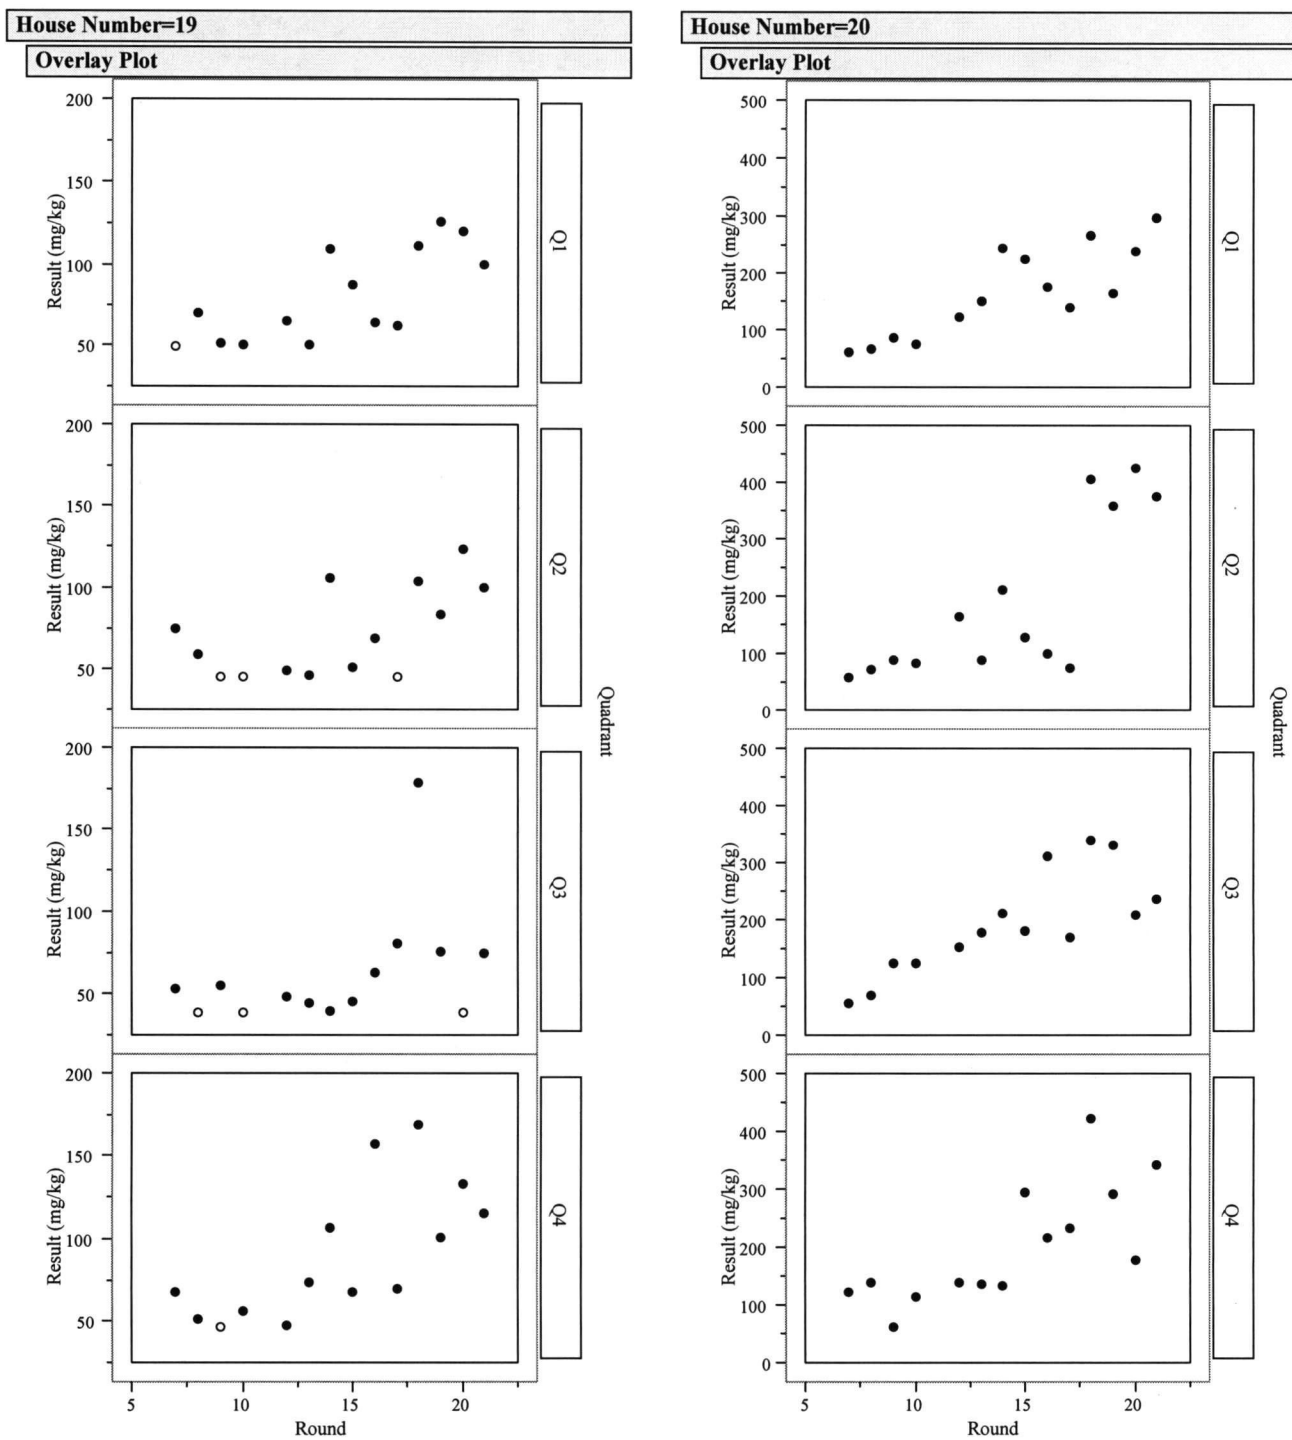 House Number=19
Overlay Plot
200
150
100
50
Result (mg/kg)
Q1
200
150
100
50
Result (mg/kg)
Q2
200
150
100
50
Result (mg/kg)
Q3
200
150
100
50
Result (mg/kg)
Q4
Quadrant
5 10 15 20
Round
House Number=20
Overlay Plot
500
400
300
200
100
0
Result (mg/kg)
Q1
500
400
300
200
100
0
Result (mg/kg)
Q2
500
400
300
200
100
0
Result (mg/kg)
Q3
500
400
300
200
100
0
Result (mg/kg)
Q4
Quadrant
5 10 15 20
Round